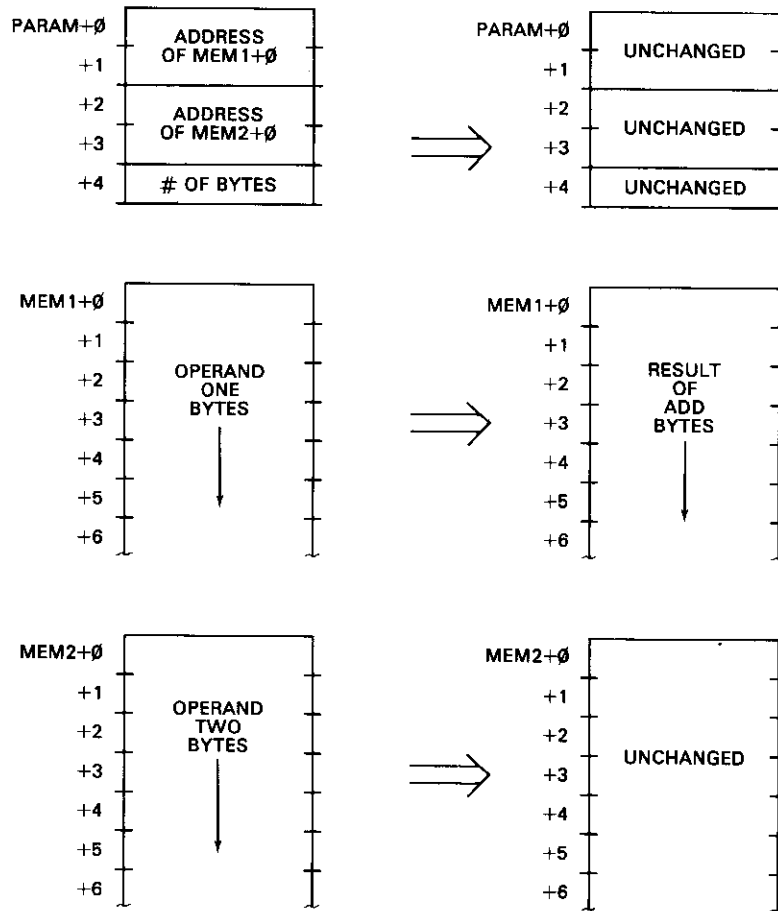 PARAM+Ø
ADDRESS
OF MEM1+Ø
+1
+2
ADDRESS
OF MEM2+Ø
+3
+4
# OF BYTES
PARAM+Ø
UNCHANGED
+1
+2
UNCHANGED
+3
+4
UNCHANGED
MEM1+Ø
+1
+2
+3
+4
+5
+6
OPERAND
ONE
BYTES
MEM1+Ø
+1
+2
+3
+4
+5
+6
RESULT
OF
ADD
BYTES
MEM2+Ø
+1
+2
+3
+4
+5
+6
OPERAND
TWO
BYTES
MEM2+Ø
+1
+2
+3
+4
+5
+6
UNCHANGED